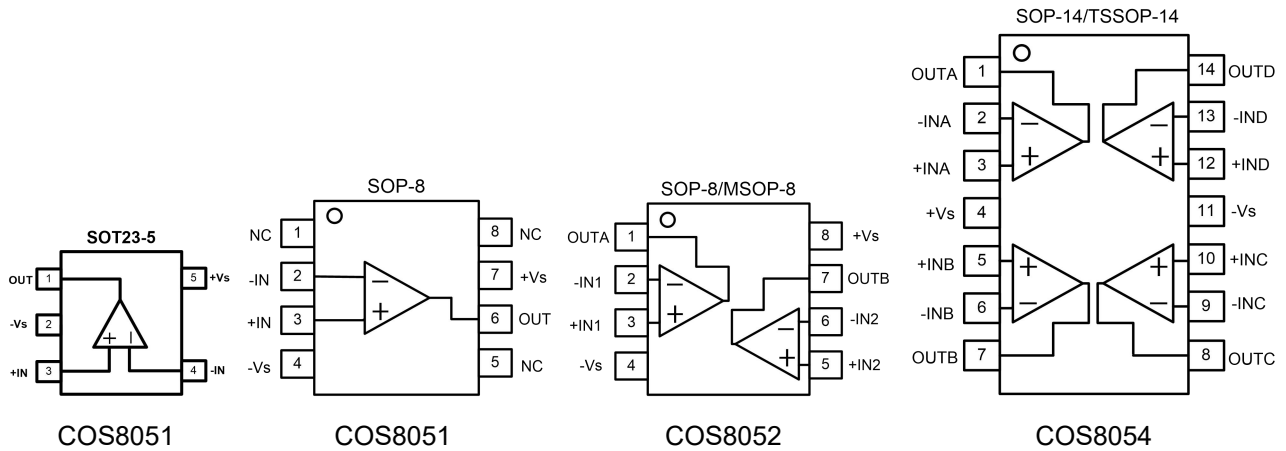 SOT23-5
OUT 1 5 +Vs
-Vs 2
+IN 3 4 -IN
+ −
COS8051
SOP-8
NC 1 8 NC
-IN 2 7 +Vs
+IN 3 6 OUT
-Vs 4 5 NC
−
+
COS8051
SOP-8/MSOP-8
OUTA 1 8 +Vs
-IN1 2 7 OUTB
+IN1 3 6 -IN2
-Vs 4 5 +IN2
− −
+ +
COS8052
SOP-14/TSSOP-14
OUTA 1 14 OUTD
-INA 2 − − 13 -IND
+INA 3 + + 12 +IND
+Vs 4 11 -Vs
+INB 5 + + 10 +INC
-INB 6 − − 9 -INC
OUTB 7 8 OUTC
COS8054